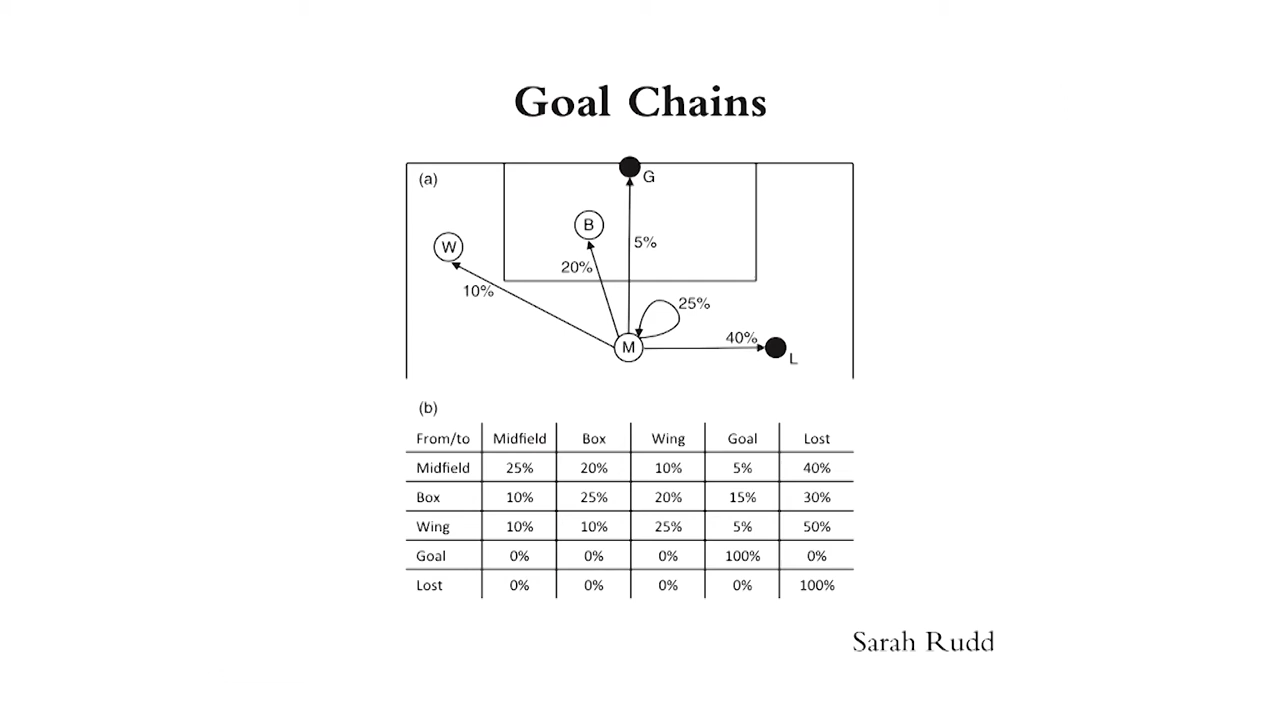 Goal Chains
(a)
G
B
W
5%
20%
10%
25%
40%
M
L
(b)
From/to Midfield Box Wing Goal Lost
Midfield 25% 20% 10% 5% 40%
Box 10% 25% 20% 15% 30%
Wing 10% 10% 25% 5% 50%
Goal 0% 0% 0% 100% 0%
Lost 0% 0% 0% 0% 100%
Sarah Rudd